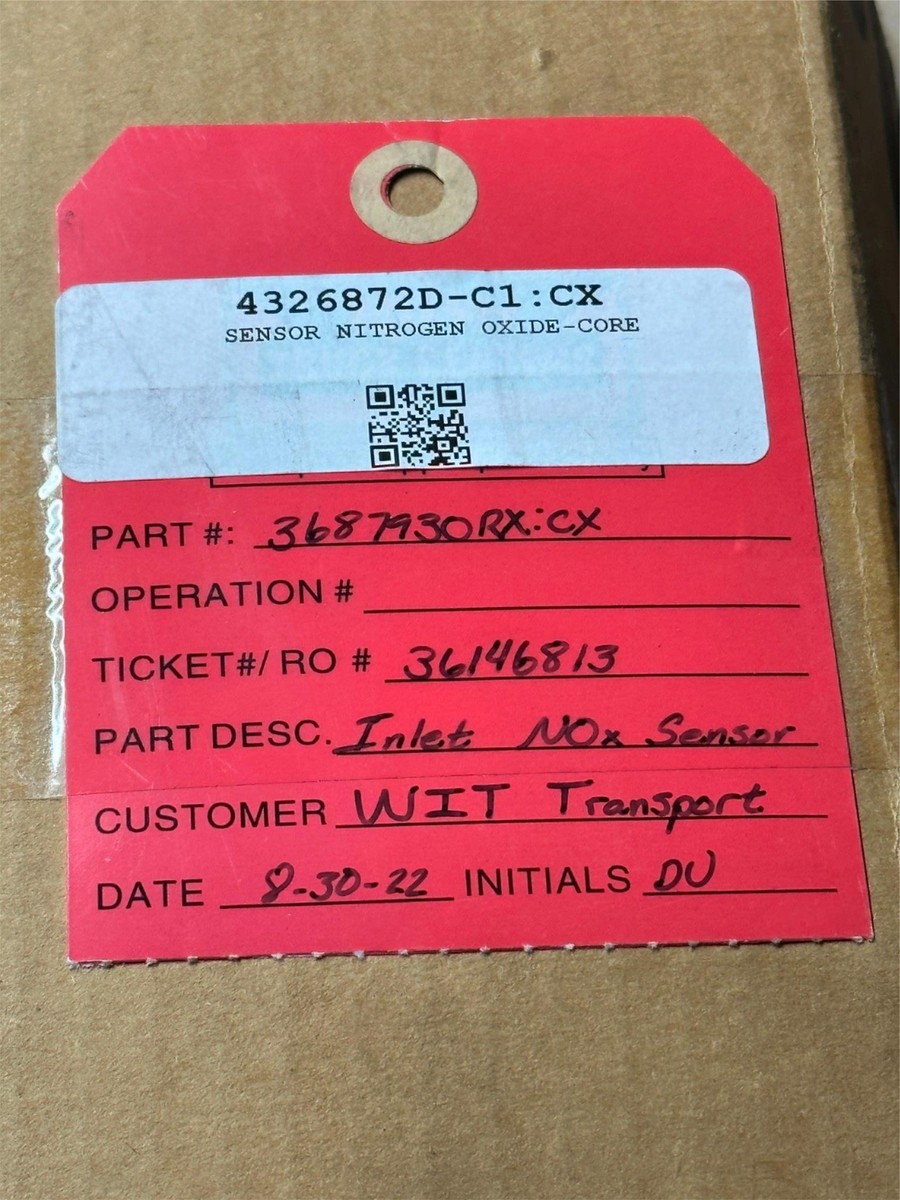 4326872D-C1:CX
SENSOR NITROGEN OXIDE-CORE
PART #: 3687930RX:CX
OPERATION #
TICKET#/ RO # 36146813
PART DESC. Inlet NOx Sensor
CUSTOMER WIT Transport
DATE 8-30-22 INITIALS DU